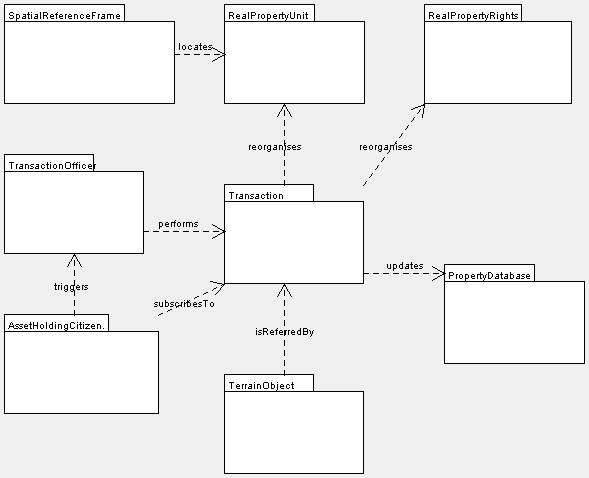 SpatialReferenceFrame
RealPropertyUnit
RealPropertyRights
locates
reorganises
reorganises
TransactionOfficer
Transaction
performs
updates
PropertyDatabase
triggers
subscribesTo
AssetHoldingCitizen.
isReferredBy
TerrainObject